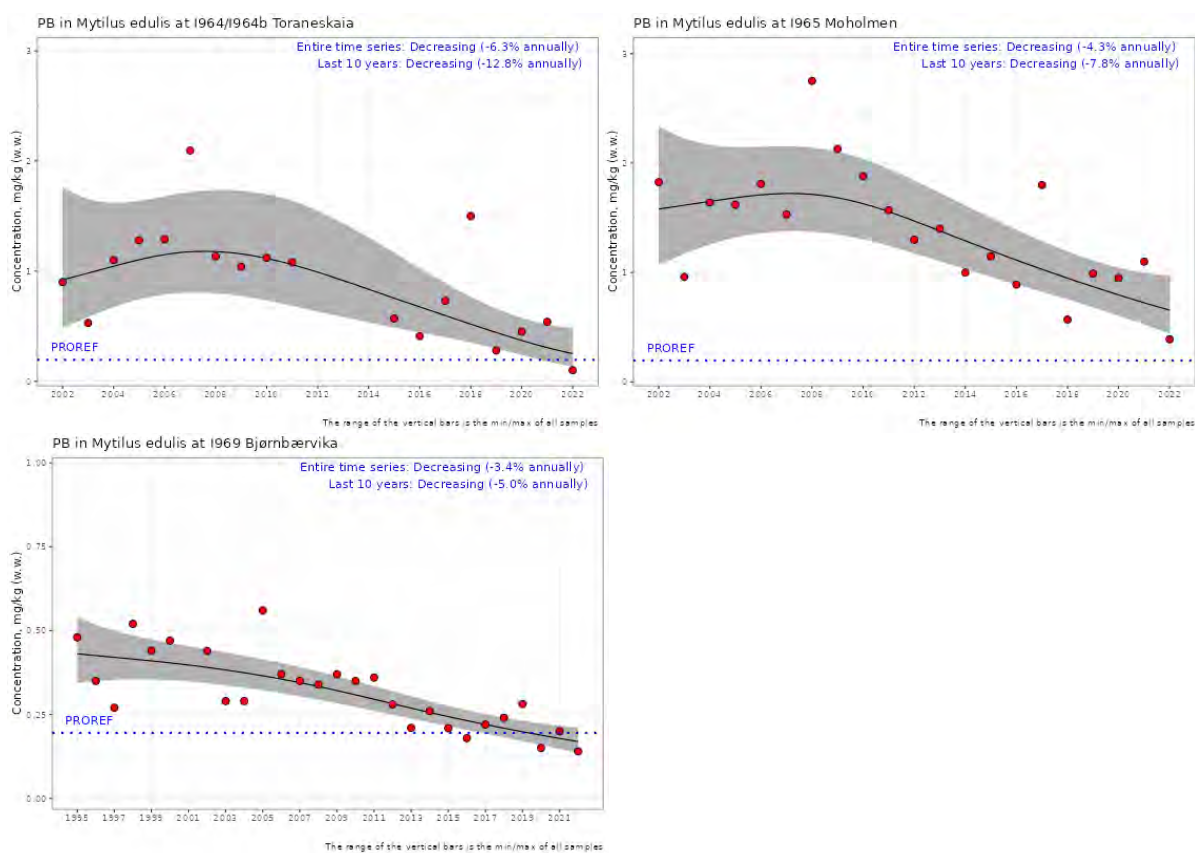 PB in Mytilus edulis at I964/I964b Toraneskaia
Entire time series: Decreasing (-6.3% annually)
Last 10 years: Decreasing (-12.8% annually)
Concentration, mg/kg (w.w.)
3
2
1
0
PROREF
2002 2004 2006 2008 2010 2012 2014 2016 2018 2020 2022
The range of the vertical bars is the min/max of all samples
PB in Mytilus edulis at I965 Moholmen
Entire time series: Decreasing (-4.3% annually)
Last 10 years: Decreasing (-7.8% annually)
Concentration, mg/kg (w.w.)
3
2
1
0
PROREF
2002 2004 2006 2008 2010 2012 2014 2016 2018 2020 2022
The range of the vertical bars is the min/max of all samples
PB in Mytilus edulis at I969 Bjørnbærvika
Entire time series: Decreasing (-3.4% annually)
Last 10 years: Decreasing (-5.0% annually)
Concentration, mg/kg (w.w.)
1.00
0.75
0.50
0.25
0.00
PROREF
1995 1997 1999 2001 2003 2005 2007 2009 2011 2013 2015 2017 2019 2021
The range of the vertical bars is the min/max of all samples